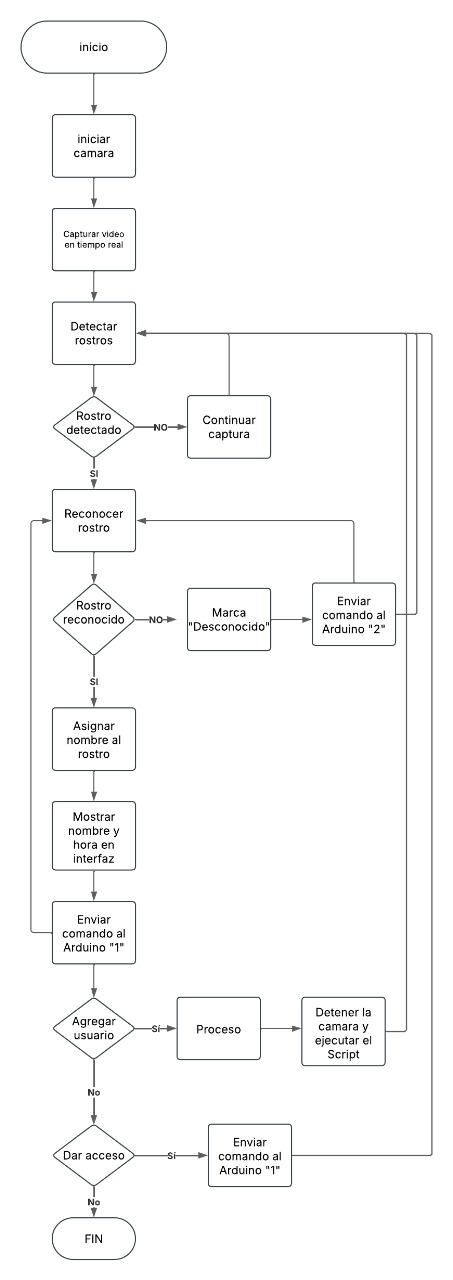 inicio
iniciar
camara
Capturar video
en tiempo real
Detectar
rostros
Rostro
detectado
NO
Continuar
captura
SI
Reconocer
rostro
Rostro
reconocido
NO
Marca
"Desconocido"
Enviar
comando al
Arduino "2"
SI
Asignar
nombre al
rostro
Mostrar
nombre y
hora en
interfaz
Enviar
comando al
Arduino "1"
Agregar
usuario
Sí
Proceso
Detener la
camara y
ejecutar el
Script
No
Dar acceso
Sí
Enviar
comando al
Arduino "1"
No
FIN